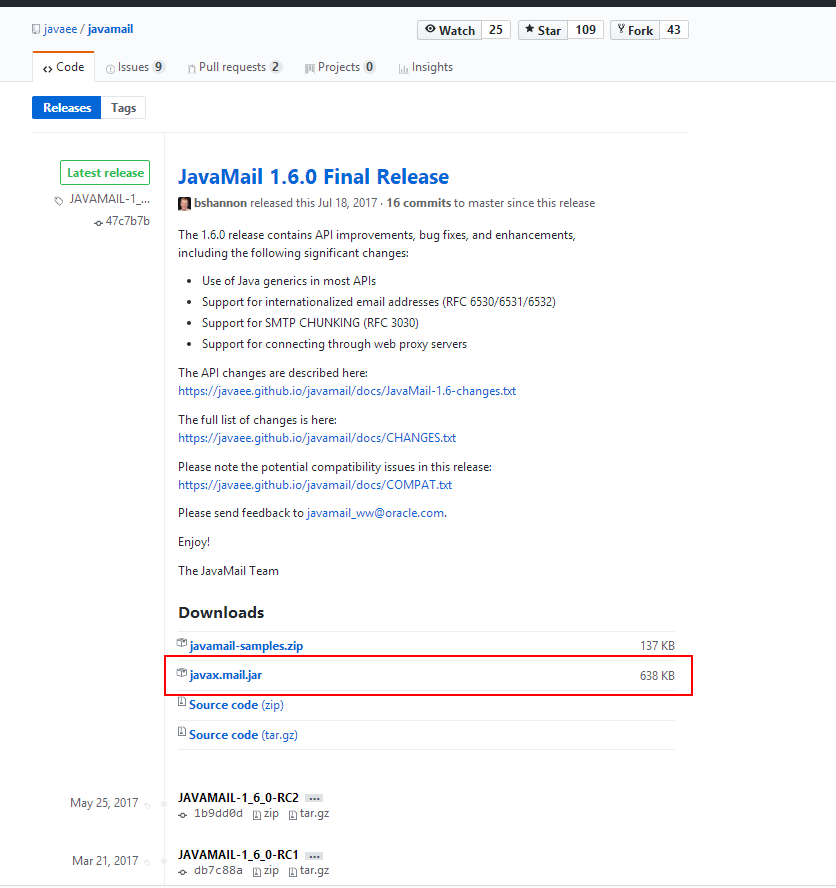 javaee / javamail
Watch 25 Star 109 Fork 43
Code Issues 9 Pull requests 2 Projects 0 Insights
Releases Tags
Latest release
JAVAMAIL-1_...
47c7b7b
JavaMail 1.6.0 Final Release
bshannon released this Jul 18, 2017 · 16 commits to master since this release
The 1.6.0 release contains API improvements, bug fixes, and enhancements,
including the following significant changes:
• Use of Java generics in most APIs
• Support for internationalized email addresses (RFC 6530/6531/6532)
• Support for SMTP CHUNKING (RFC 3030)
• Support for connecting through web proxy servers
The API changes are described here:
https://javaee.github.io/javamail/docs/JavaMail-1.6-changes.txt
The full list of changes is here:
https://javaee.github.io/javamail/docs/CHANGES.txt
Please note the potential compatibility issues in this release:
https://javaee.github.io/javamail/docs/COMPAT.txt
Please send feedback to javamail_ww@oracle.com.
Enjoy!
The JavaMail Team
Downloads
javamail-samples.zip 137 KB
javax.mail.jar 638 KB
Source code (zip)
Source code (tar.gz)
May 25, 2017
JAVAMAIL-1_6_0-RC2 ...
1b9dd0d zip tar.gz
Mar 21, 2017
JAVAMAIL-1_6_0-RC1 ...
db7c88a zip tar.gz